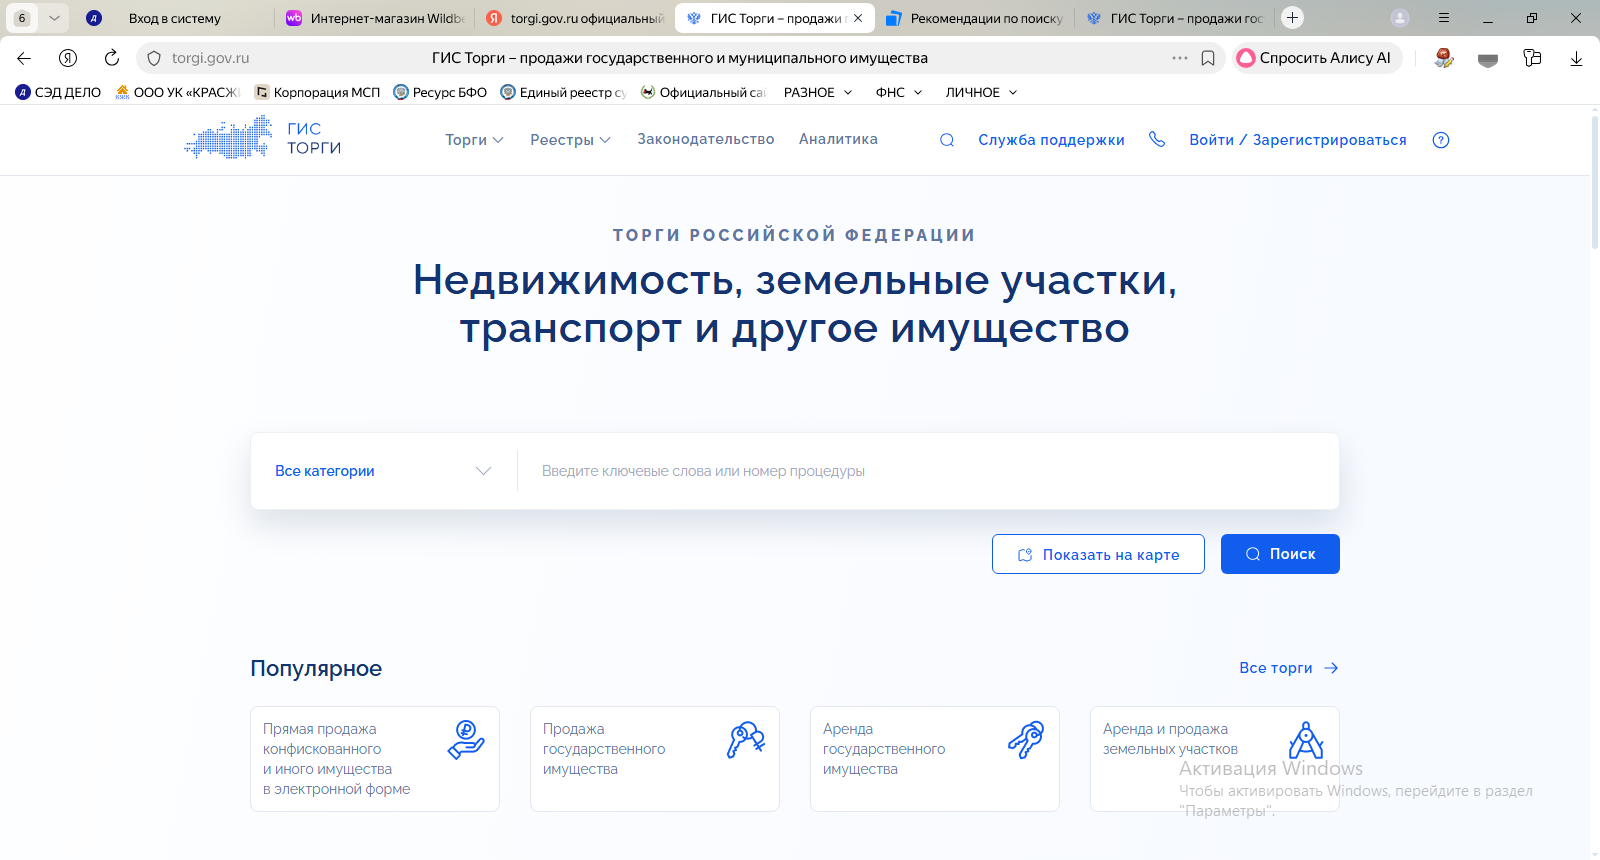 6
Вход в систему
Интернет-магазин Wildbe
torgi.gov.ru официальный
ГИС Торги – продажи г
Рекомендации по поиску
ГИС Торги – продажи гос
torgi.gov.ru
ГИС Торги – продажи государственного и муниципального имущества
Спросить Алису AI
СЭД ДЕЛО
ООО УК «КРАСЖИ
Корпорация МСП
Ресурс БФО
Единый реестр су
Официальный сай
РАЗНОЕ
ФНС
ЛИЧНОЕ
ГИС
ТОРГИ
Торги
Реестры
Законодательство
Аналитика
Служба поддержки
Войти / Зарегистрироваться
ТОРГИ РОССИЙСКОЙ ФЕДЕРАЦИИ
Недвижимость, земельные участки,
транспорт и другое имущество
Все категории
Введите ключевые слова или номер процедуры
Показать на карте
Поиск
Популярное
Все торги
Прямая продажа
конфискованного
и иного имущества
в электронной форме
Продажа
государственного
имущества
Аренда
государственного
имущества
Аренда и продажа
земельных участков
Активация Windows
Чтобы активировать Windows, перейдите в раздел
"Параметры".